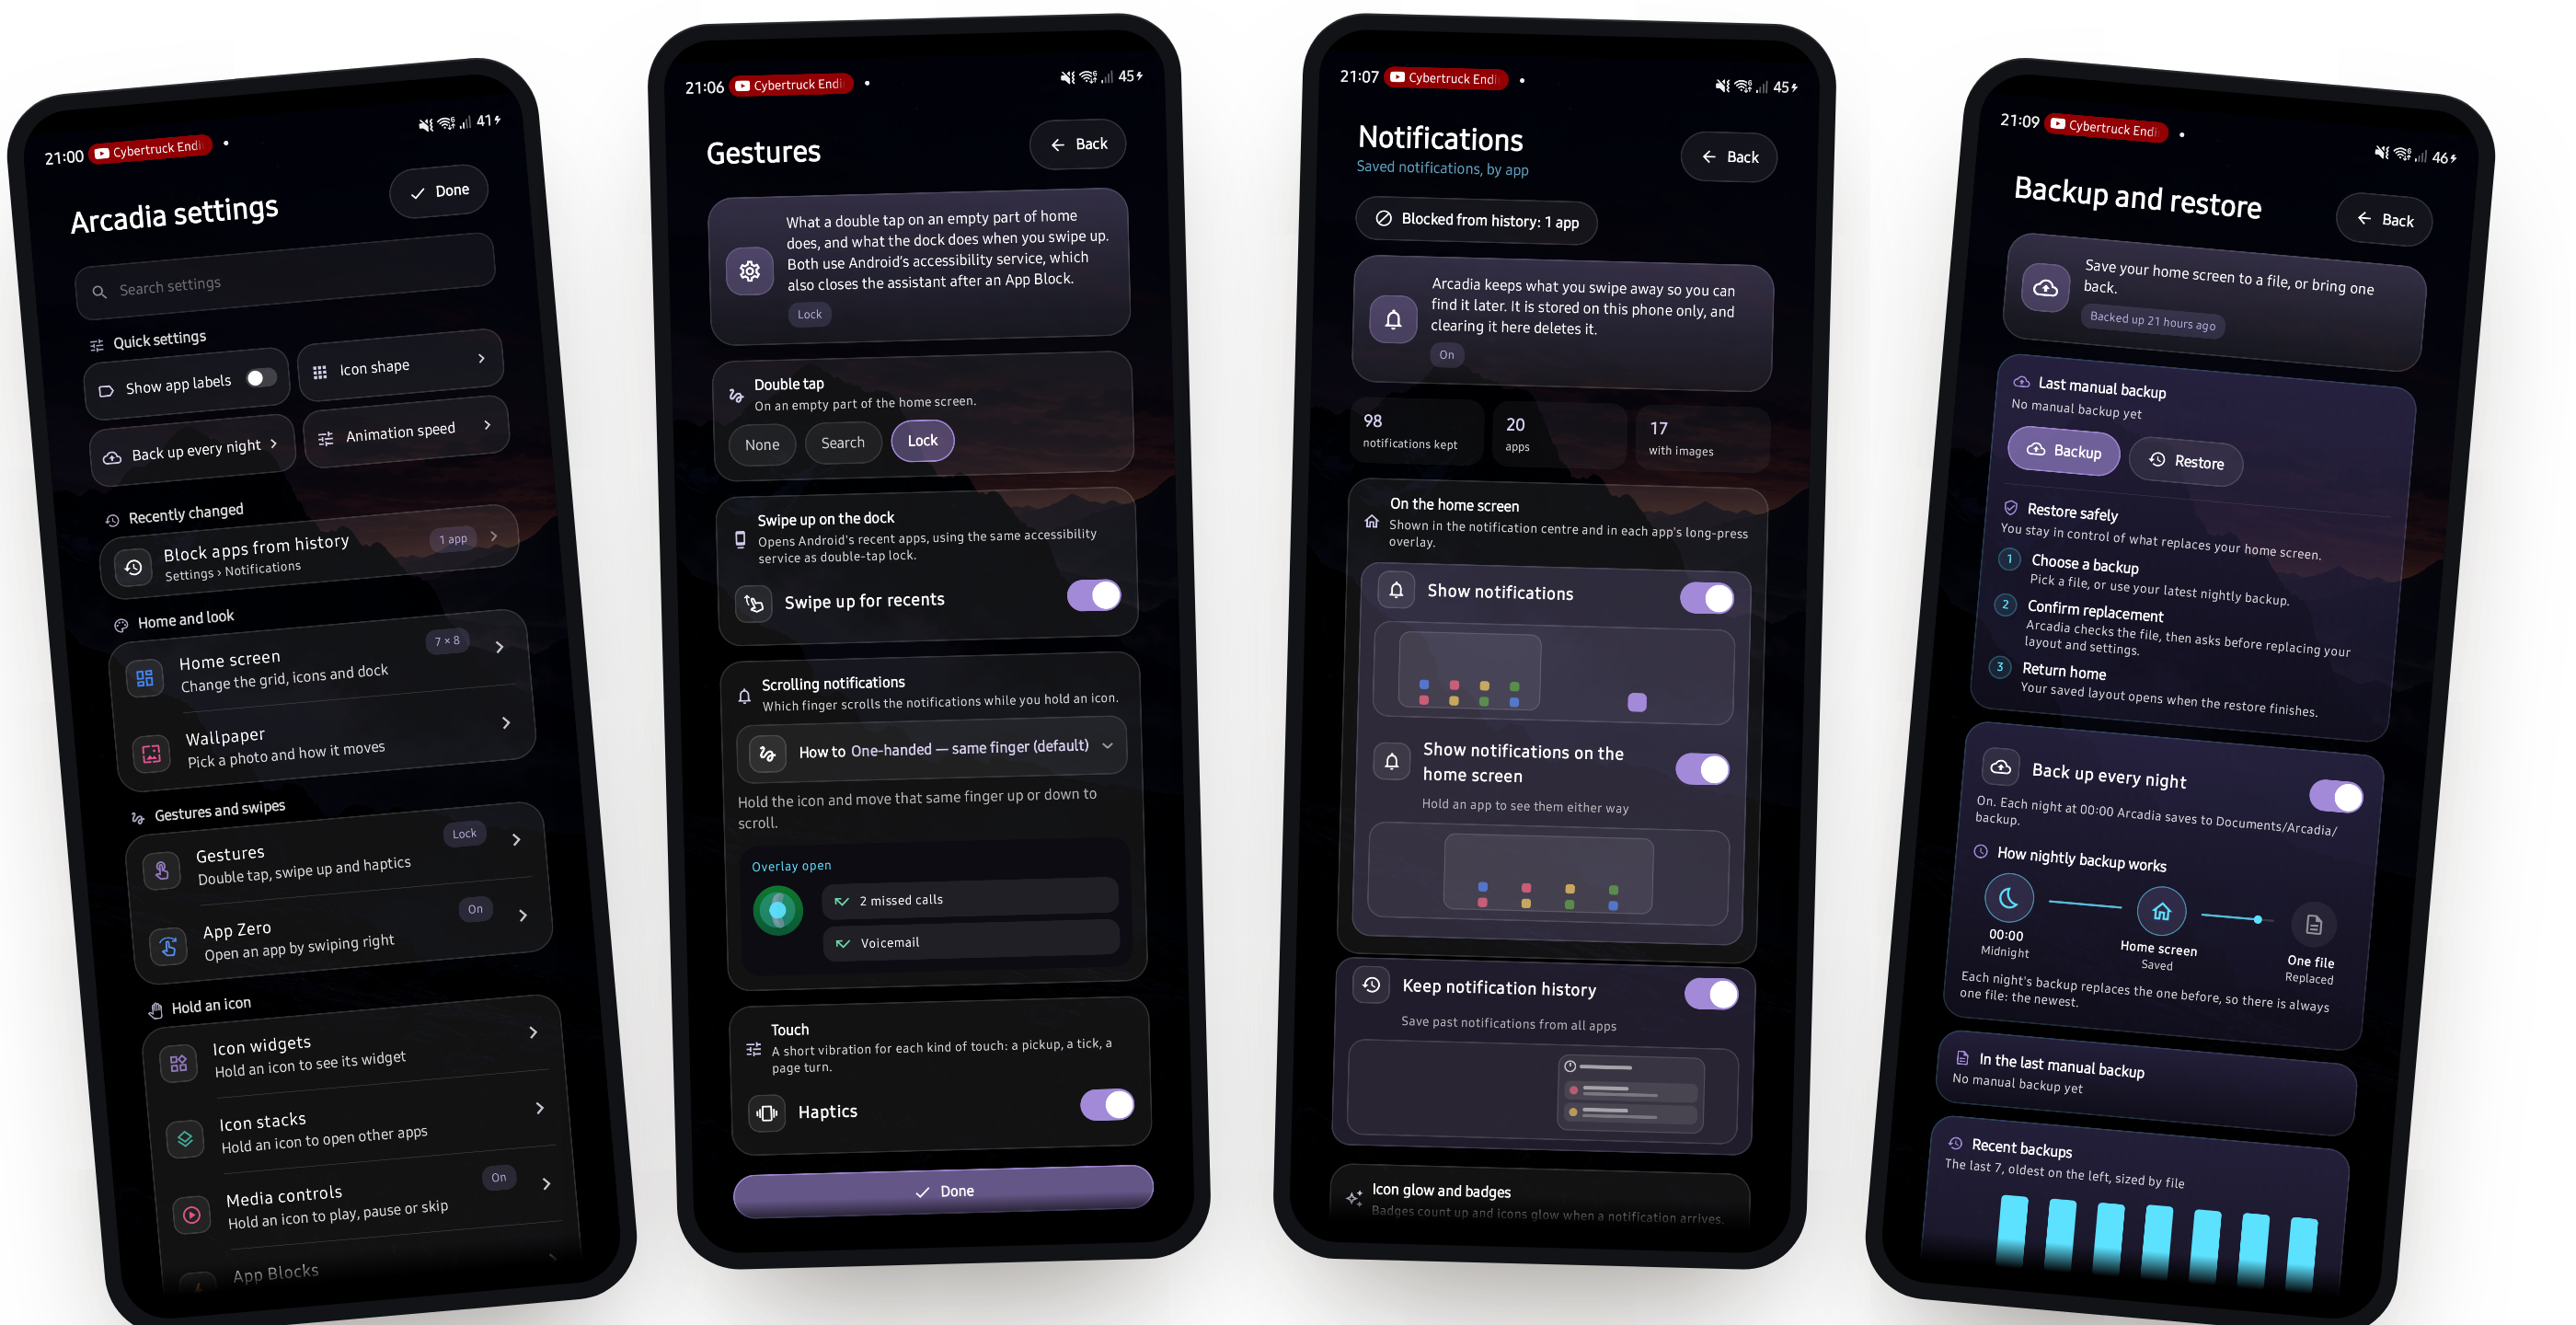 21:00 Cybertruck Endi
41
Arcadia settings
Done
Search settings
Quick settings
Show app labels
Icon shape
Back up every night
Animation speed
Recently changed
Block apps from history
1 app
Settings › Notifications
Home and look
Home screen
7 × 8
Change the grid, icons and dock
Wallpaper
Pick a photo and how it moves
Gestures and swipes
Gestures
Lock
Double tap, swipe up and haptics
App Zero
On
Open an app by swiping right
Hold an icon
Icon widgets
Hold an icon to see its widget
Icon stacks
Hold an icon to open other apps
Media controls
On
Hold an icon to play, pause or skip
App Blocks
21:06 Cybertruck Endi
45
Gestures
Back
What a double tap on an empty part of home
does, and what the dock does when you swipe up.
Both use Android's accessibility service, which
also closes the assistant after an App Block.
Lock
Double tap
On an empty part of the home screen.
None
Search
Lock
Swipe up on the dock
Opens Android's recent apps, using the same accessibility
service as double-tap lock.
Swipe up for recents
Scrolling notifications
Which finger scrolls the notifications while you hold an icon.
How to One-handed — same finger (default)
Hold the icon and move that same finger up or down to
scroll.
Overlay open
2 missed calls
Voicemail
Touch
A short vibration for each kind of touch: a pickup, a tick, a
page turn.
Haptics
Done
21:07 Cybertruck Endi
45
Notifications
Saved notifications, by app
Back
Blocked from history: 1 app
Arcadia keeps what you swipe away so you can
find it later. It is stored on this phone only, and
clearing it here deletes it.
On
98
notifications kept
20
apps
17
with images
On the home screen
Shown in the notification centre and in each app's long-press
overlay.
Show notifications
Show notifications on the
home screen
Hold an app to see them either way
Keep notification history
Save past notifications from all apps
Icon glow and badges
Badges count up and icons glow when a notification arrives.
21:09 Cybertruck Endi
46
Backup and restore
Back
Save your home screen to a file, or bring one
back.
Backed up 21 hours ago
Last manual backup
No manual backup yet
Backup
Restore
Restore safely
You stay in control of what replaces your home screen.
1 Choose a backup
Pick a file, or use your latest nightly backup.
2 Confirm replacement
Arcadia checks the file, then asks before replacing your
layout and settings.
3 Return home
Your saved layout opens when the restore finishes.
Back up every night
On. Each night at 00:00 Arcadia saves to Documents/Arcadia/
backup.
How nightly backup works
00:00
Midnight
Home screen
Saved
One file
Replaced
Each night's backup replaces the one before, so there is always
one file: the newest.
In the last manual backup
No manual backup yet
Recent backups
The last 7, oldest on the left, sized by file